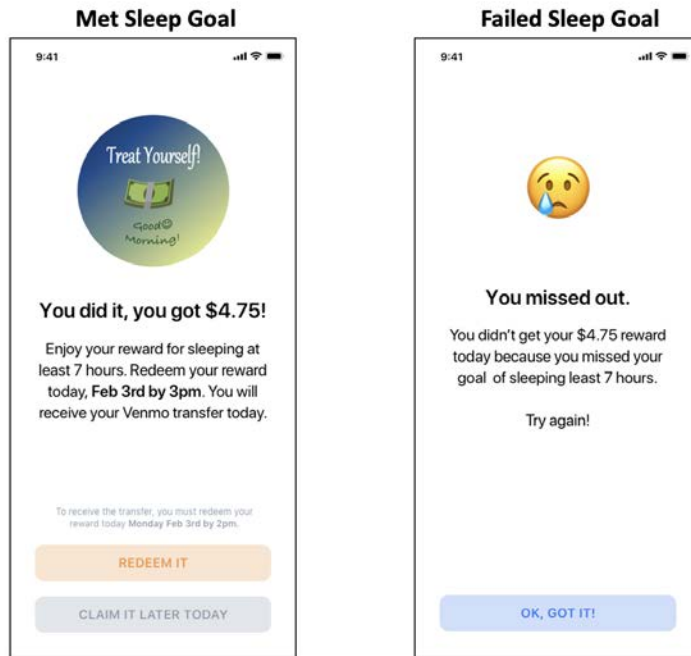 Met Sleep Goal
9:41
Treat Yourself!
Good☺
Morning!
You did it, you got $4.75!
Enjoy your reward for sleeping at
least 7 hours. Redeem your reward
today, Feb 3rd by 3pm. You will
receive your Venmo transfer today.
To receive the transfer, you must redeem your
reward today Monday Feb 3rd by 2pm.
REDEEM IT
CLAIM IT LATER TODAY
Failed Sleep Goal
9:41
You missed out.
You didn't get your $4.75 reward
today because you missed your
goal of sleeping least 7 hours.
Try again!
OK, GOT IT!